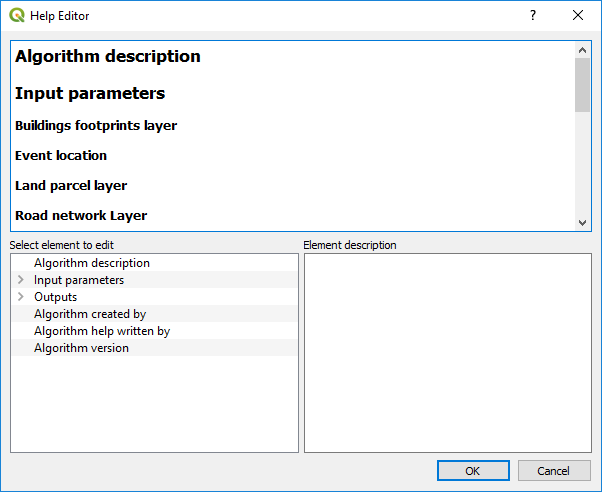 Help Editor
?
Algorithm description
Input parameters
Buildings footprints layer
Event location
Land parcel layer
Road network Layer
Select element to edit
Element description
Algorithm description
Input parameters
Outputs
Algorithm created by
Algorithm help written by
Algorithm version
OK
Cancel